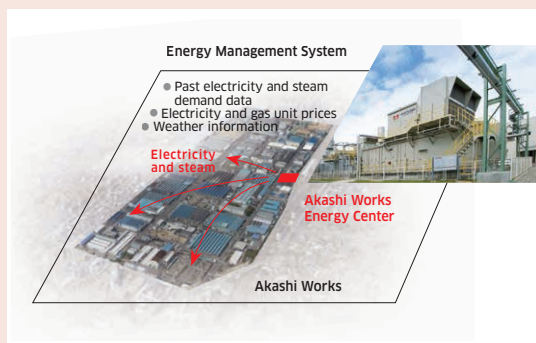 Energy Management System
● Past electricity and steam
demand data
● Electricity and gas unit prices
● Weather information
Electricity
and steam
Akashi Works
Energy Center
Akashi Works